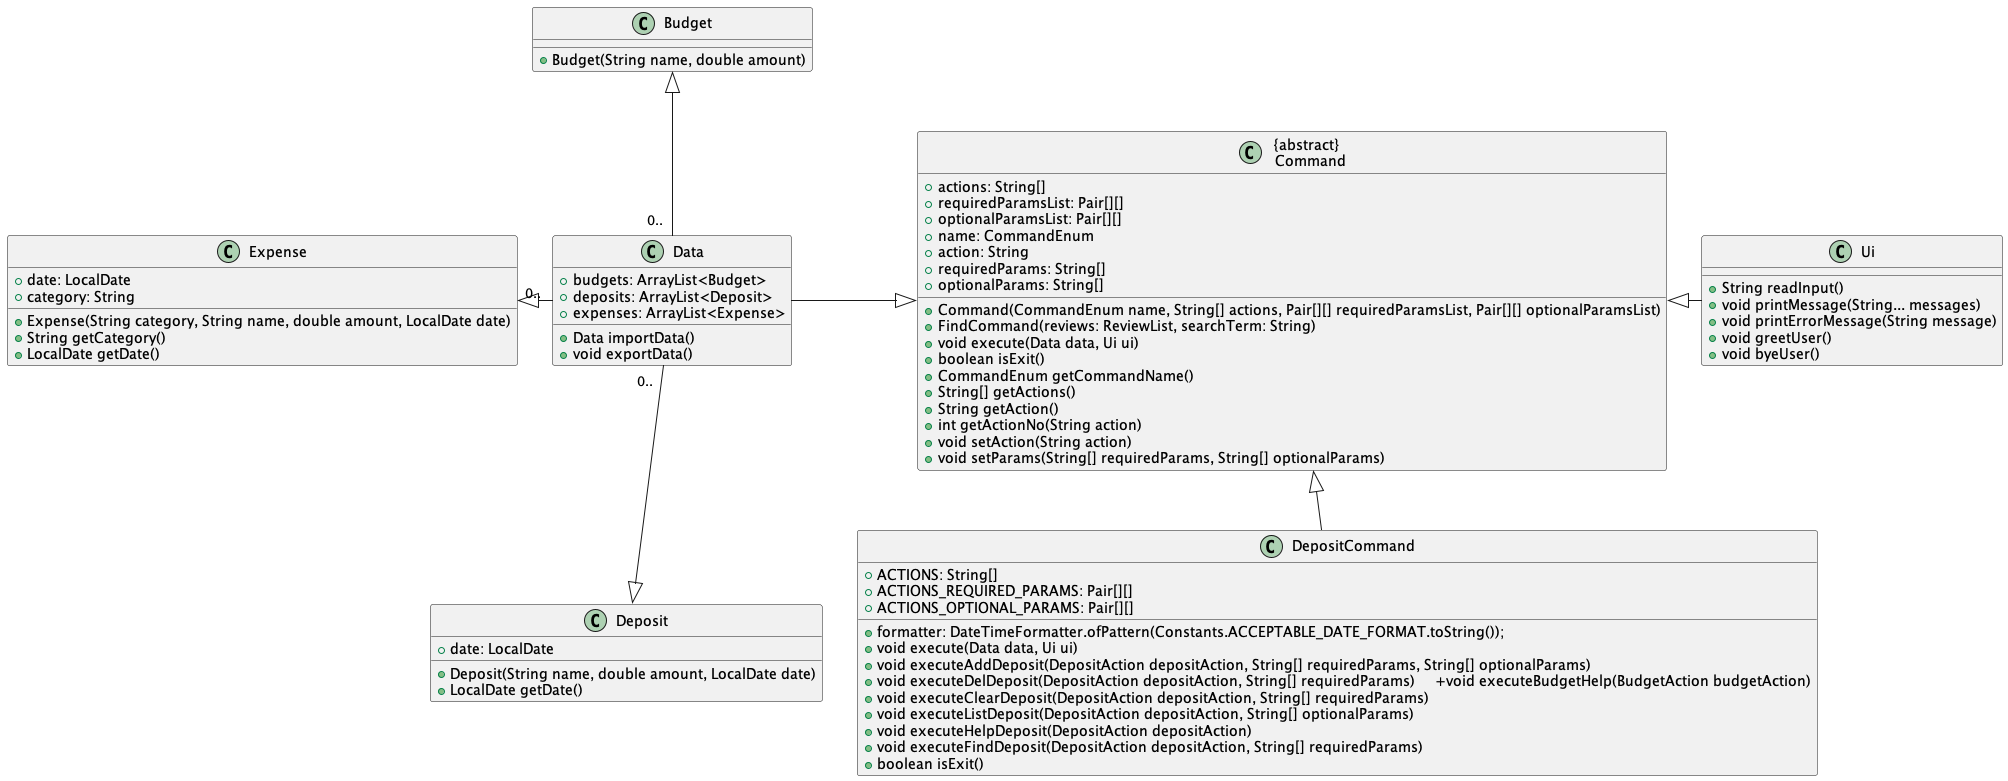 C Budget
Budget(String name, double amount)
0..
C Expense
date: LocalDate
category: String
Expense(String category, String name, double amount, LocalDate date)
String getCategory()
LocalDate getDate()
0..
C Data
budgets: ArrayList<Budget>
deposits: ArrayList<Deposit>
expenses: ArrayList<Expense>
Data importData()
void exportData()
0..
C {abstract}
Command
actions: String[]
requiredParamsList: Pair[][]
optionalParamsList: Pair[][]
name: CommandEnum
action: String
requiredParams: String[]
optionalParams: String[]
Command(CommandEnum name, String[] actions, Pair[][] requiredParamsList, Pair[][] optionalParamsList)
FindCommand(reviews: ReviewList, searchTerm: String)
void execute(Data data, Ui ui)
boolean isExit()
CommandEnum getCommandName()
String[] getActions()
String getAction()
int getActionNo(String action)
void setAction(String action)
void setParams(String[] requiredParams, String[] optionalParams)
C Ui
String readInput()
void printMessage(String... messages)
void printErrorMessage(String message)
void greetUser()
void byeUser()
C Deposit
date: LocalDate
Deposit(String name, double amount, LocalDate date)
LocalDate getDate()
C DepositCommand
ACTIONS: String[]
ACTIONS_REQUIRED_PARAMS: Pair[][]
ACTIONS_OPTIONAL_PARAMS: Pair[][]
formatter: DateTimeFormatter.ofPattern(Constants.ACCEPTABLE_DATE_FORMAT.toString());
void execute(Data data, Ui ui)
void executeAddDeposit(DepositAction depositAction, String[] requiredParams, String[] optionalParams)
void executeDelDeposit(DepositAction depositAction, String[] requiredParams) +void executeBudgetHelp(BudgetAction budgetAction)
void executeClearDeposit(DepositAction depositAction, String[] requiredParams)
void executeListDeposit(DepositAction depositAction, String[] optionalParams)
void executeHelpDeposit(DepositAction depositAction)
void executeFindDeposit(DepositAction depositAction, String[] requiredParams)
boolean isExit()